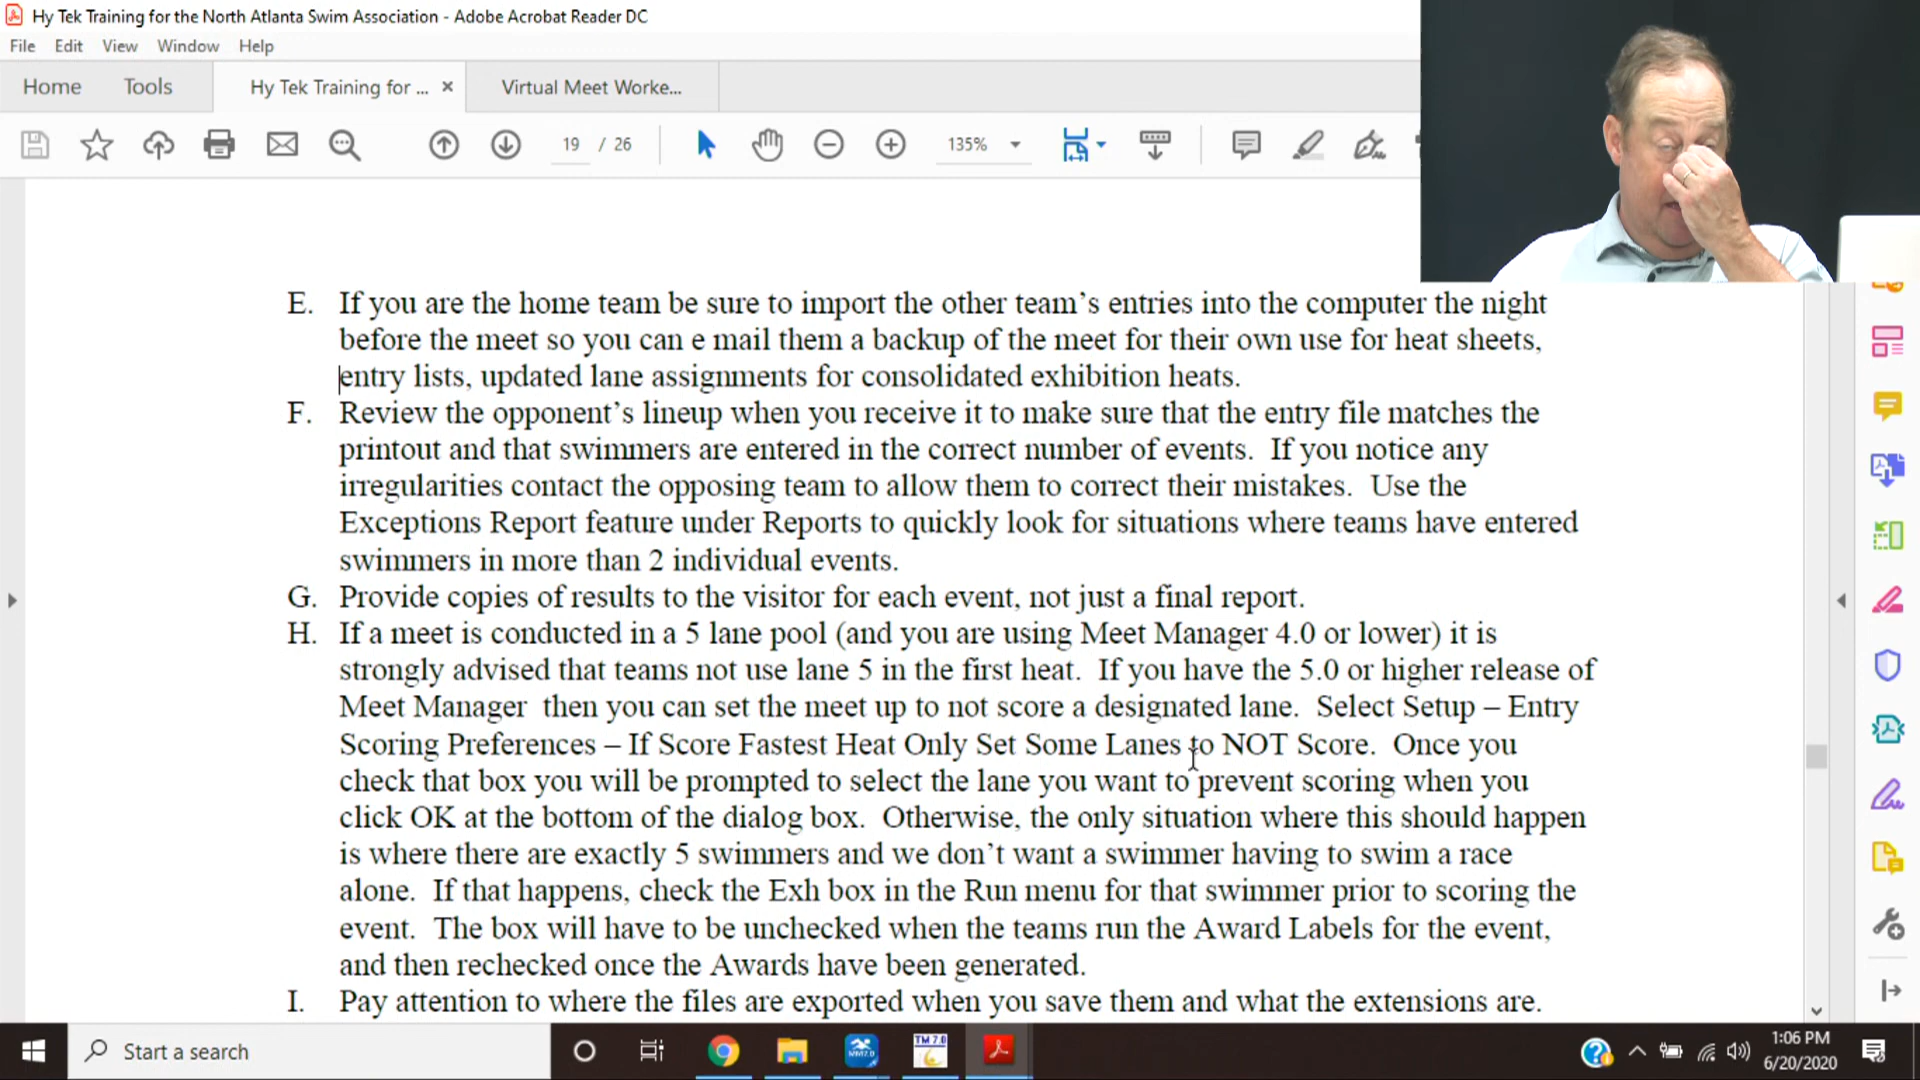 Hy Tek Training for the North Atlanta Swim Association - Adobe Acrobat Reader DC
File Edit View Window Help
Home Tools Hy Tek Training for ... × Virtual Meet Worke...
19 / 26 135%
E. If you are the home team be sure to import the other team’s entries into the computer the night
before the meet so you can e mail them a backup of the meet for their own use for heat sheets,
entry lists, updated lane assignments for consolidated exhibition heats.
F. Review the opponent’s lineup when you receive it to make sure that the entry file matches the
printout and that swimmers are entered in the correct number of events. If you notice any
irregularities contact the opposing team to allow them to correct their mistakes. Use the
Exceptions Report feature under Reports to quickly look for situations where teams have entered
swimmers in more than 2 individual events.
G. Provide copies of results to the visitor for each event, not just a final report.
H. If a meet is conducted in a 5 lane pool (and you are using Meet Manager 4.0 or lower) it is
strongly advised that teams not use lane 5 in the first heat. If you have the 5.0 or higher release of
Meet Manager then you can set the meet up to not score a designated lane. Select Setup – Entry
Scoring Preferences – If Score Fastest Heat Only Set Some Lanes to NOT Score. Once you
check that box you will be prompted to select the lane you want to prevent scoring when you
click OK at the bottom of the dialog box. Otherwise, the only situation where this should happen
is where there are exactly 5 swimmers and we don’t want a swimmer having to swim a race
alone. If that happens, check the Exh box in the Run menu for that swimmer prior to scoring the
event. The box will have to be unchecked when the teams run the Award Labels for the event,
and then rechecked once the Awards have been generated.
I. Pay attention to where the files are exported when you save them and what the extensions are.
Start a search
MM7.0
TM 7.0
1:06 PM
6/20/2020